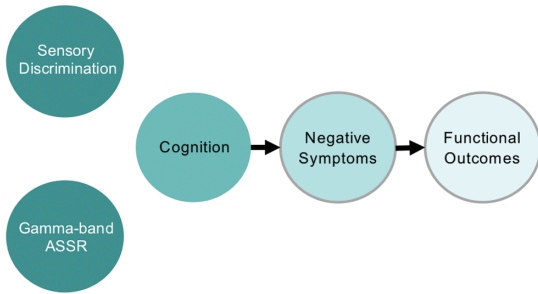 Sensory
Discrimination
Cognition
Negative
Symptoms
Functional
Outcomes
Gamma-band
ASSR